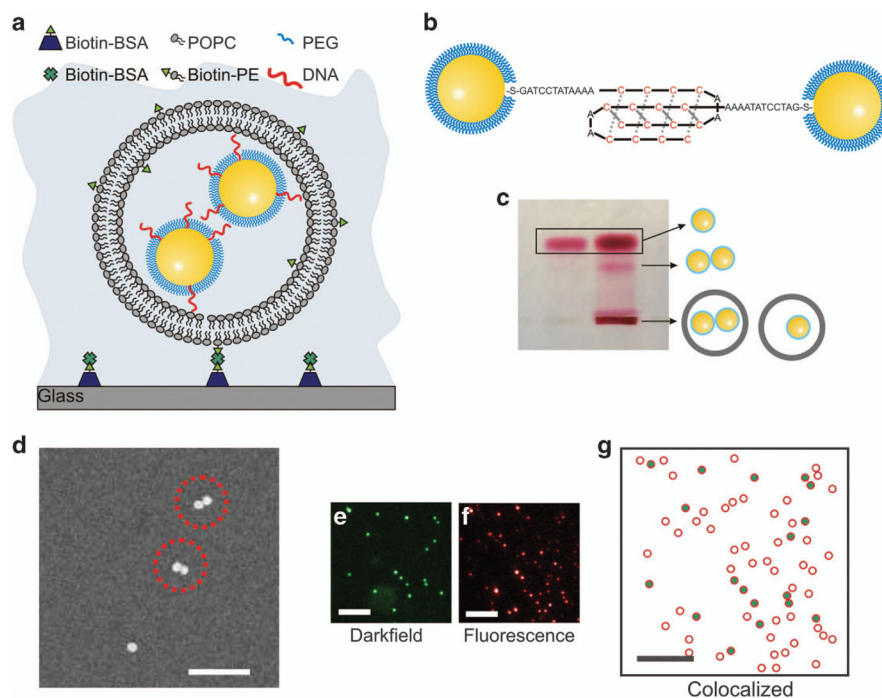 a
Biotin-BSA POPC PEG
Biotin-BSA Biotin-PE DNA
Glass
b
-S-GATCCTATAAAA C C C C A
A C C C C A AAAATATCCTAG-S-
A C C C C
C C C C
c
d
e
f
Darkfield Fluorescence
g
Colocalized